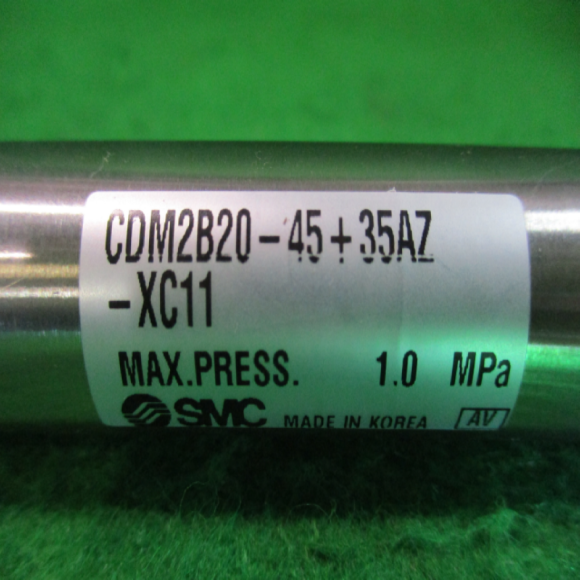 CDM2B20-45+35AZ
-XC11
MAX.PRESS. 1.0 MPa
SMC MADE IN KOREA AV